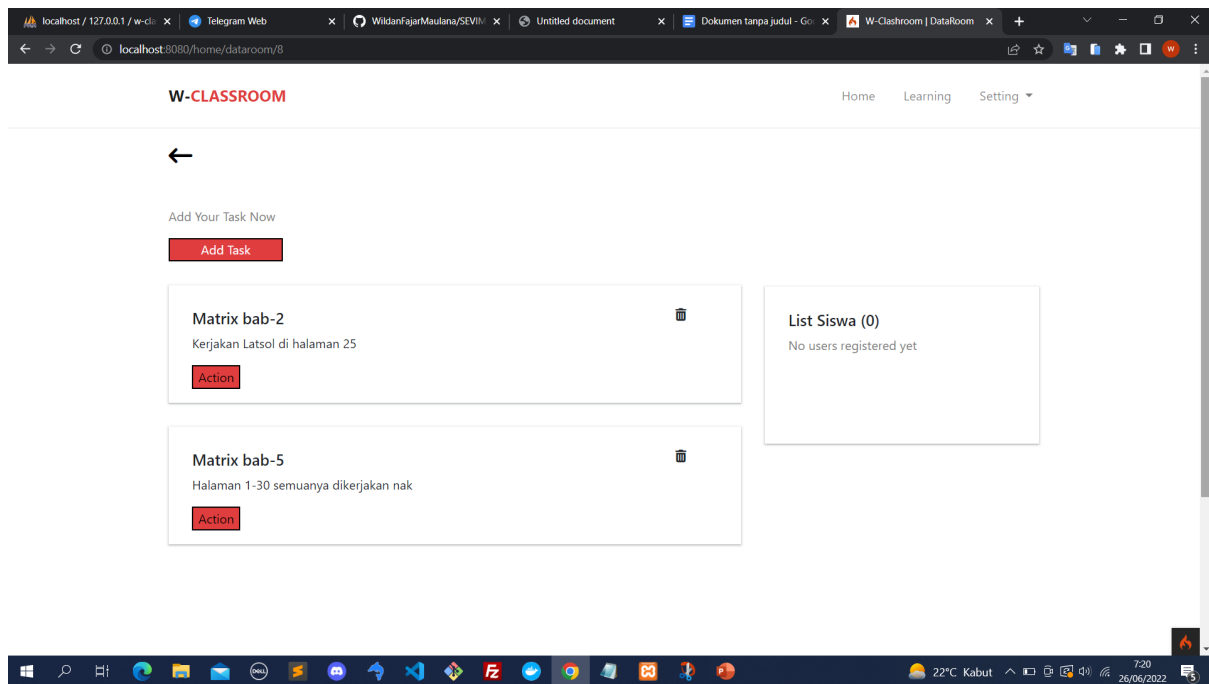 localhost / 127.0.0.1 / w-cla
Telegram Web
WildanFajarMaulana/SEVIM
Untitled document
Dokumen tanpa judul - Goo
W-Clashroom | DataRoom
localhost:8080/home/dataroom/8
W
W-CLASSROOM
Home
Learning
Setting
Add Your Task Now
Add Task
Matrix bab-2
Kerjakan Latsol di halaman 25
Action
List Siswa (0)
No users registered yet
Matrix bab-5
Halaman 1-30 semuanya dikerjakan nak
Action
DELL
22°C Kabut
7:20
26/06/2022
5